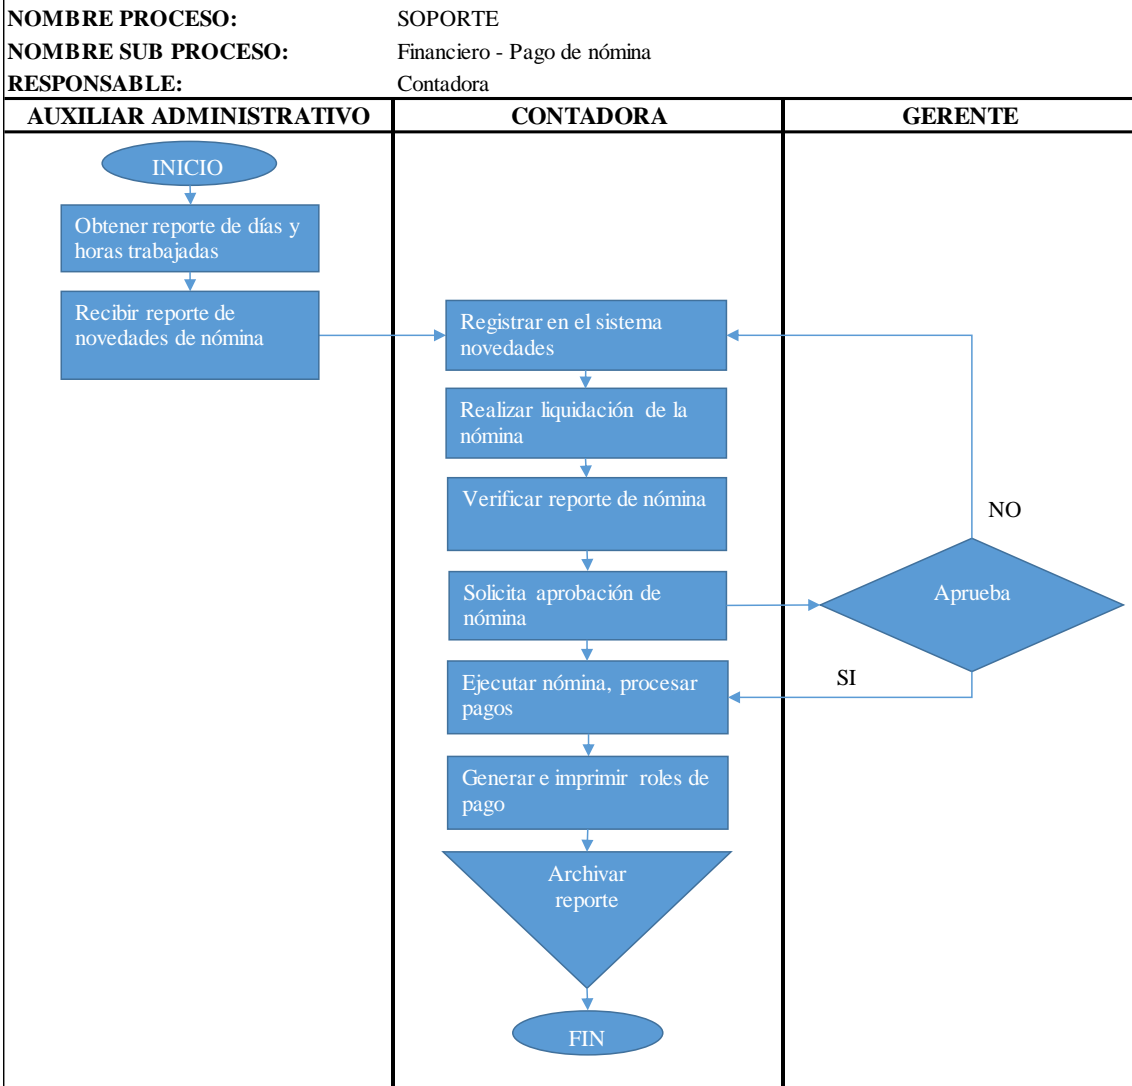 NOMBRE PROCESO: SOPORTE
NOMBRE SUB PROCESO: Financiero - Pago de nómina
RESPONSABLE: Contadora
AUXILIAR ADMINISTRATIVO CONTADORA GERENTE
INICIO
Obtener reporte de días y
horas trabajadas
Recibir reporte de
novedades de nómina
Registrar en el sistema
novedades
Realizar liquidación de la
nómina
Verificar reporte de nómina
Solicita aprobación de
nómina
Aprueba
NO
SI
Ejecutar nómina, procesar
pagos
Generar e imprimir roles de
pago
Archivar
reporte
FIN